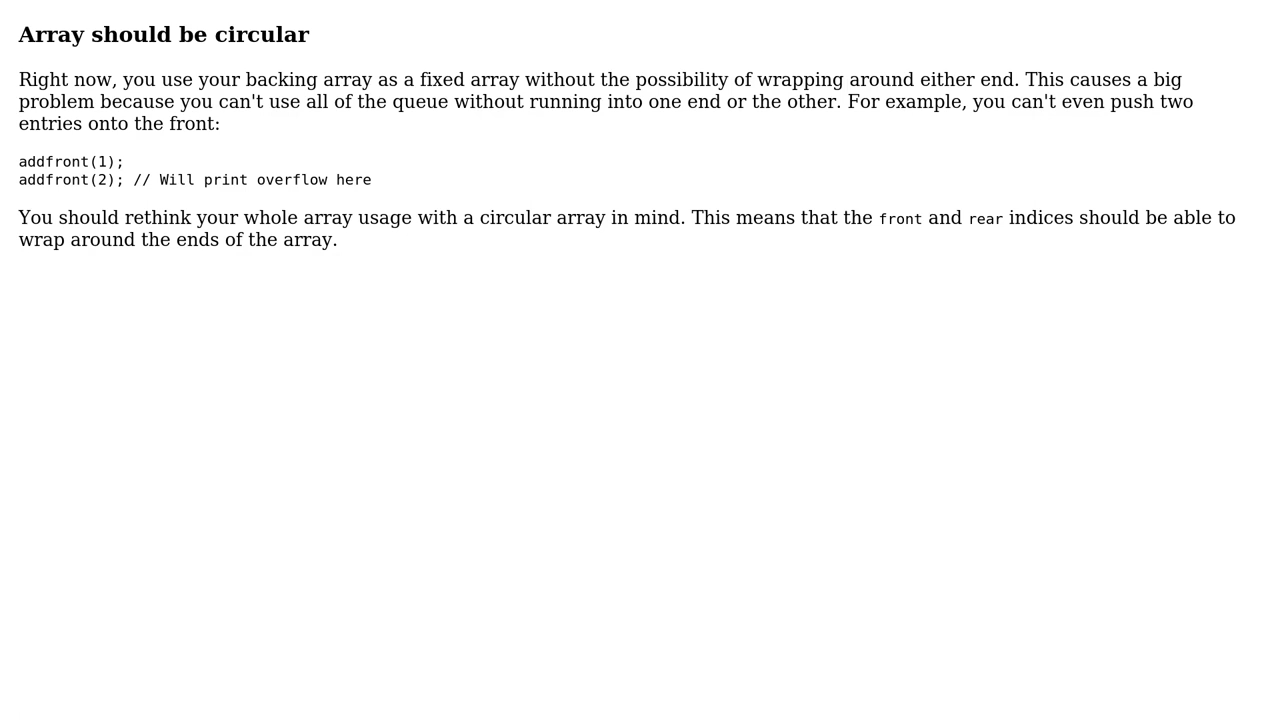 Array should be circular
Right now, you use your backing array as a fixed array without the possibility of wrapping around either end. This causes a big
problem because you can't use all of the queue without running into one end or the other. For example, you can't even push two
entries onto the front:
addfront(1);
addfront(2); // Will print overflow here
You should rethink your whole array usage with a circular array in mind. This means that the front and rear indices should be able to
wrap around the ends of the array.